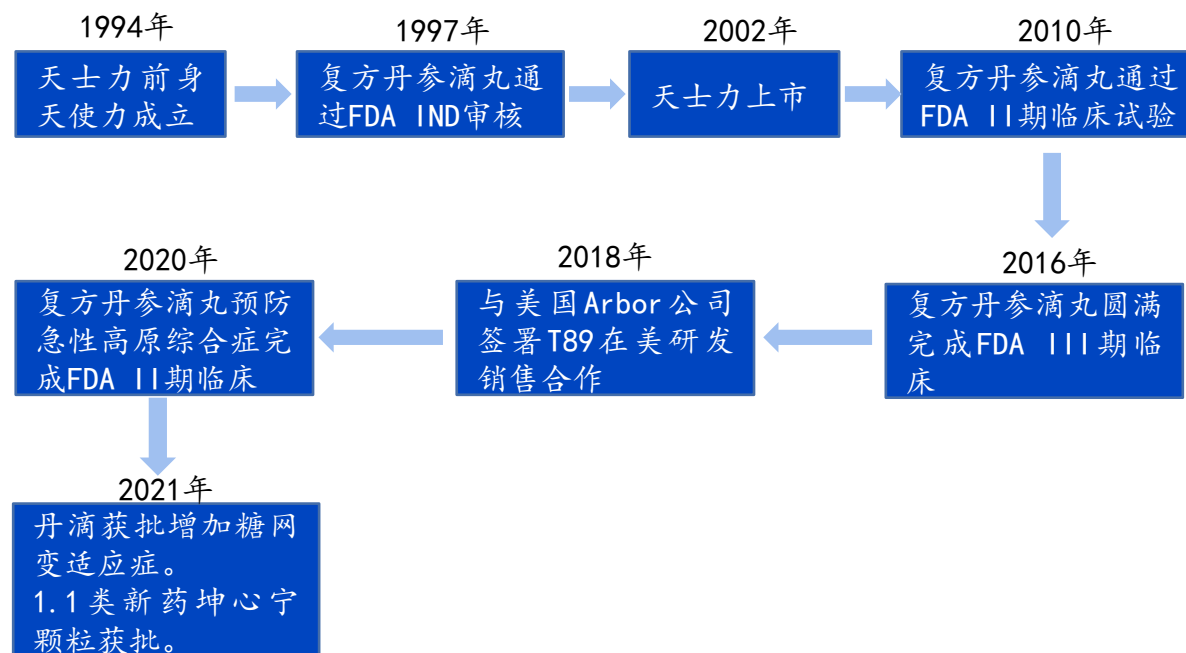 1994年
天士力前身
天使力成立
1997年
复方丹参滴丸通
过FDA IND审核
2002年
天士力上市
2010年
复方丹参滴丸通过
FDA II期临床试验
2016年
复方丹参滴丸圆满
完成FDA III期临
床
2018年
与美国Arbor公司
签署T89在美研发
销售合作
2020年
复方丹参滴丸预防
急性高原综合症完
成FDA II期临床
2021年
丹滴获批增加糖网
变适应症。
1.1类新药坤心宁
颗粒获批。